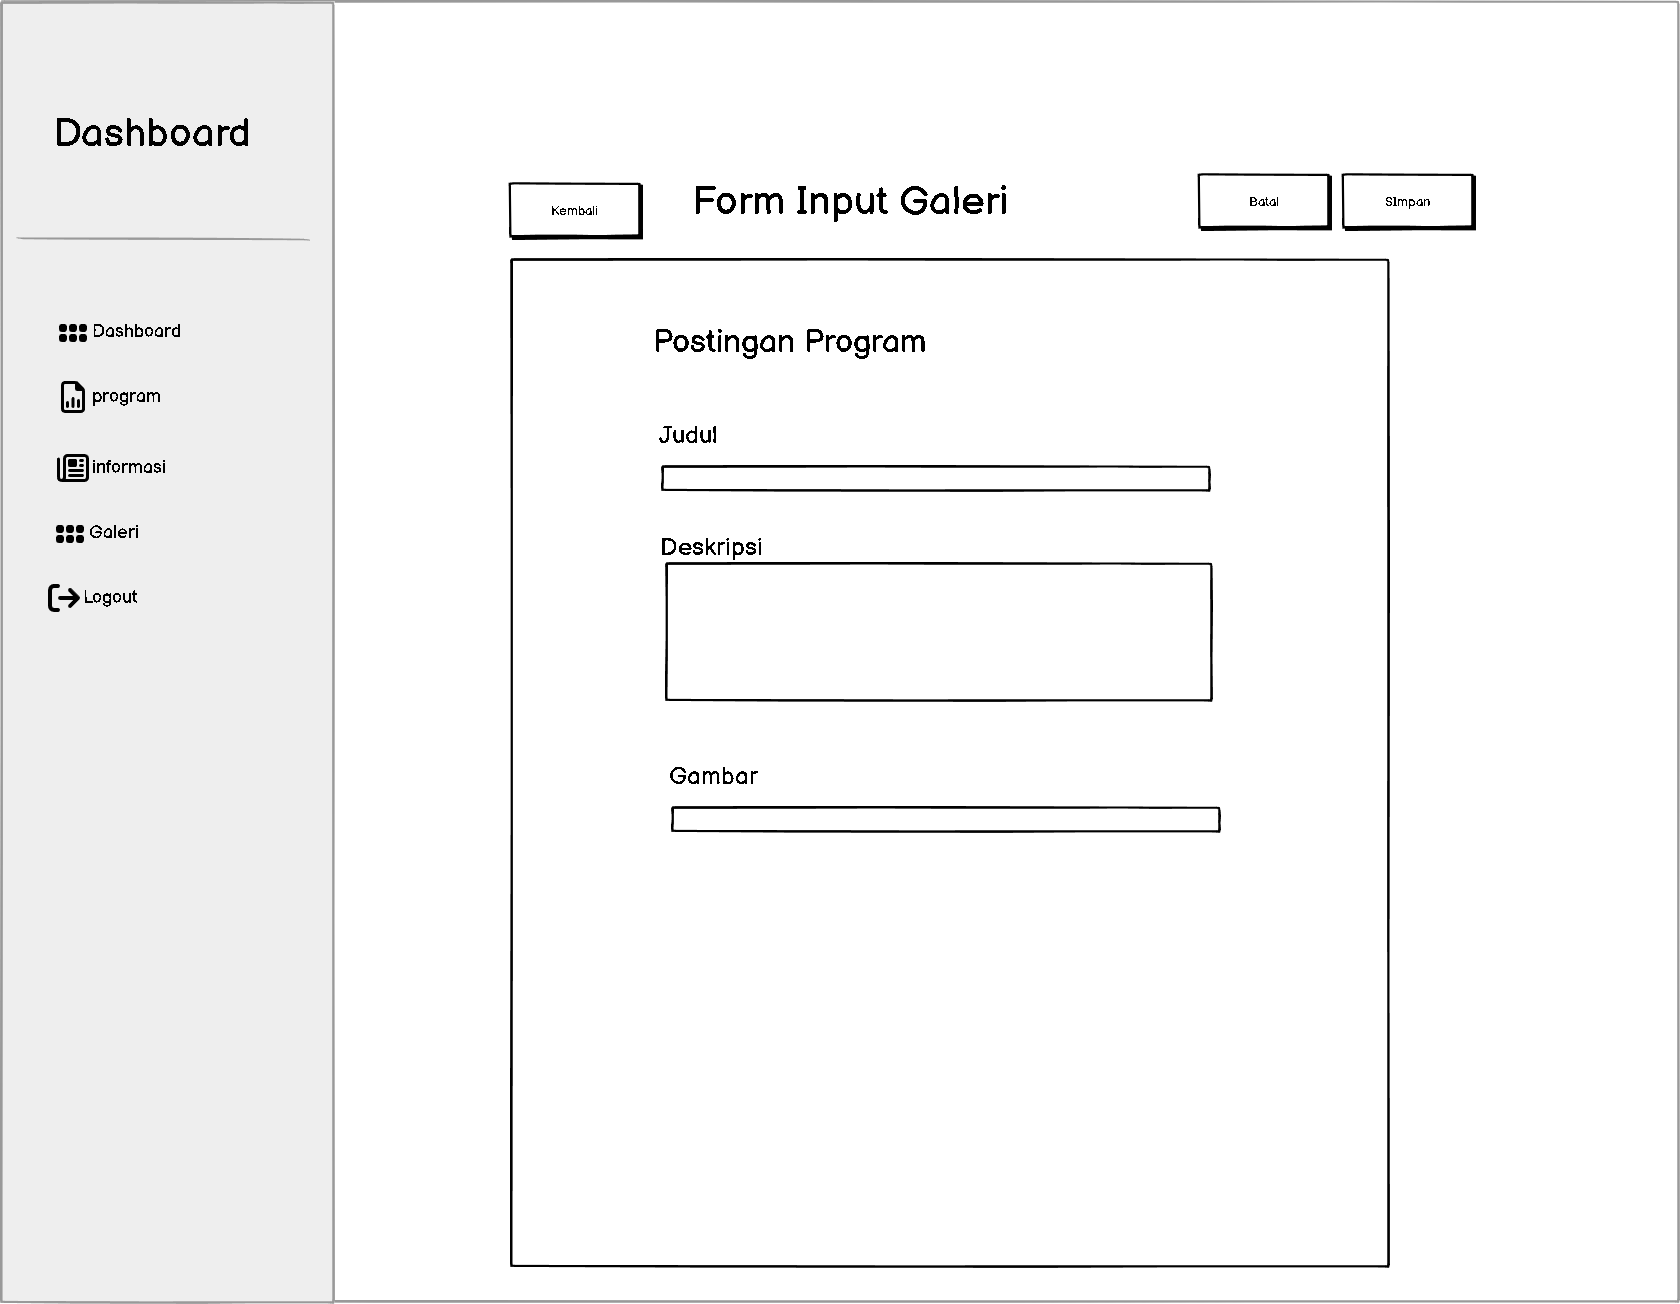 Dashboard
Dashboard
program
informasi
Galeri
Logout
Kembali
Form Input Galeri
Batal
SImpan
Postingan Program
Judul
Deskripsi
Gambar